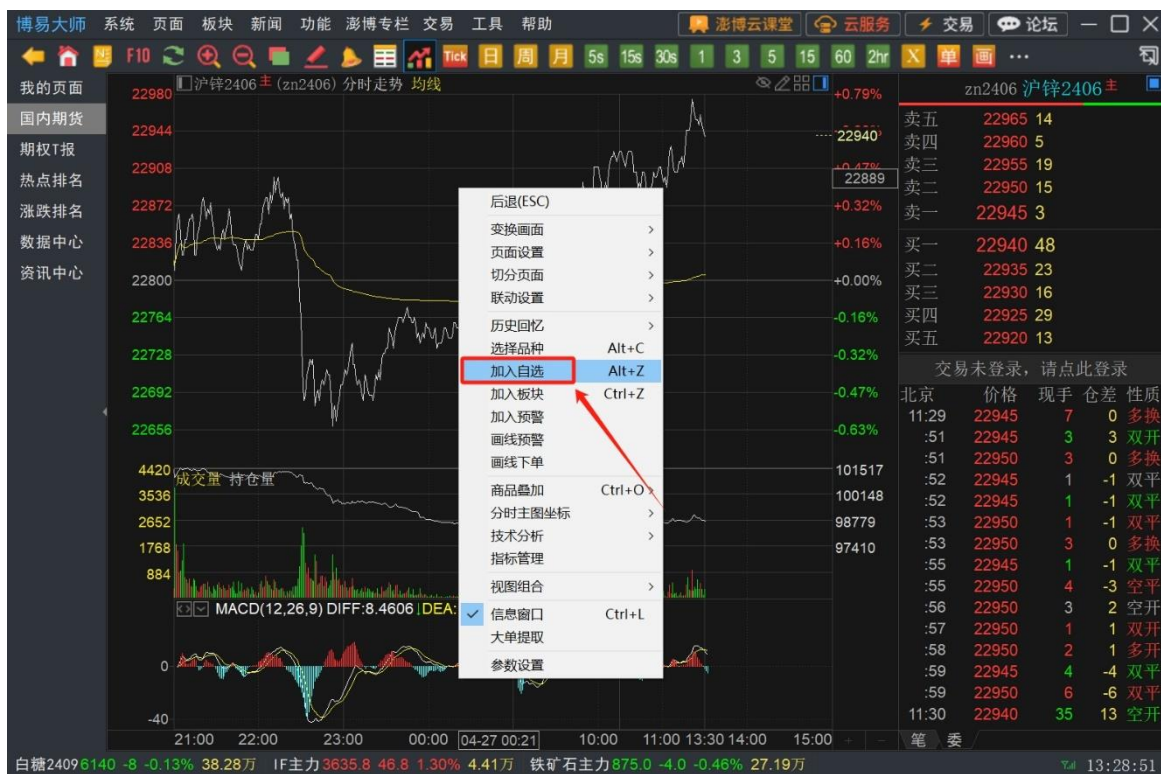 博易大师 系统 页面 板块 新闻 功能 澎博专栏 交易 工具 帮助 澎博云课堂 云服务 交易 论坛
F10 Tick 日 周 月 5s 15s 30s 1 3 5 15 60 2hr X 单 画 ...
我的页面
国内期货
期权T报
热点排名
涨跌排名
数据中心
资讯中心
沪锌2406主 (zn2406) 分时走势 均线
22980
22944
22908
22872
22836
22800
22764
22728
22692
22656
+0.79%
22940
+0.47%
22889
+0.32%
+0.16%
+0.00%
-0.16%
-0.32%
-0.47%
-0.63%
成交量 持仓量
4420
3536
2652
1768
884
101517
100148
98779
97410
MACD(12,26,9) DIFF:8.4606↓DEA:
0
-40
21:00 22:00 23:00 00:00 04-27 00:21 10:00 11:00 13:30 14:00 15:00
后退(ESC)
变换画面
页面设置
切分页面
联动设置
历史回忆
选择品种 Alt+C
加入自选 Alt+Z
加入板块 Ctrl+Z
加入预警
画线预警
画线下单
商品叠加 Ctrl+O
分时主图坐标
技术分析
指标管理
视图组合
✓ 信息窗口 Ctrl+L
大单提取
参数设置
zn2406 沪锌2406主
卖五 22965 14
卖四 22960 5
卖三 22955 19
卖二 22950 15
卖一 22945 3
买一 22940 48
买二 22935 23
买三 22930 16
买四 22925 29
买五 22920 13
交易未登录，请点此登录
北京 价格 现手 仓差 性质
11:29 22945 7 0 多换
:51 22945 3 3 双开
:51 22950 3 0 多换
:52 22945 1 -1 双平
:52 22945 1 -1 双平
:53 22950 1 -1 双平
:53 22950 3 0 多换
:55 22945 1 -1 双平
:55 22950 4 -3 空平
:56 22950 3 2 空开
:57 22950 1 1 双开
:58 22950 2 1 多开
:59 22945 4 -4 双平
:59 22950 6 -6 双平
11:30 22940 35 13 空开
笔 委
白糖2409 6140 -8 -0.13% 38.28万 IF主力 3635.8 46.8 1.30% 4.41万 铁矿石主力 875.0 -4.0 -0.46% 27.19万 13:28:51